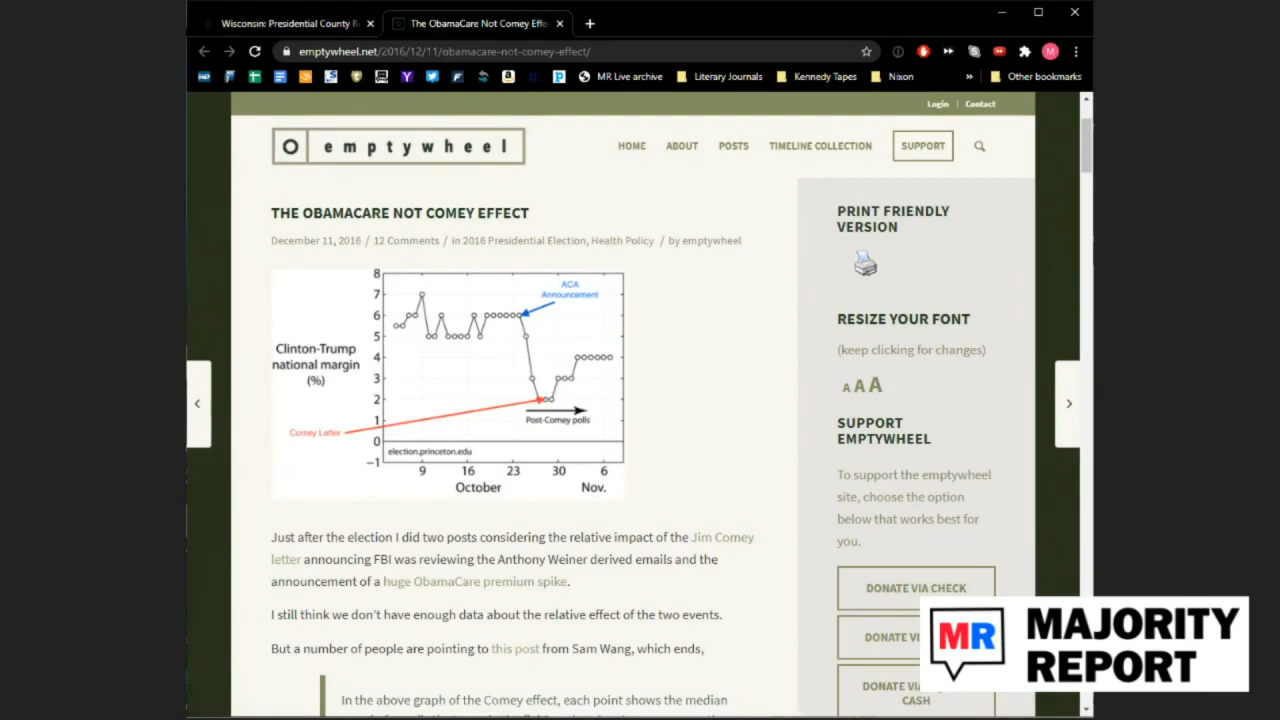 Wisconsin: Presidential County R
The ObamaCare Not Comey Effe
emptywheel.net/2016/12/11/obamacare-not-comey-effect/
MR Live archive
Literary Journals
Kennedy Tapes
Nixon
»
Other bookmarks
Login | Contact
emptywheel
HOME
ABOUT
POSTS
TIMELINE COLLECTION
SUPPORT
THE OBAMACARE NOT COMEY EFFECT
December 11, 2016 / 12 Comments / in 2016 Presidential Election, Health Policy / by emptywheel
8
7
6
5
4
3
2
1
0
−1
ACA
Announcement
Clinton-Trump
national margin
(%)
Comey Letter
Post-Comey polls
election.princeton.edu
9 16 23 30 6
October Nov.
Just after the election I did two posts considering the relative impact of the Jim Comey
letter announcing FBI was reviewing the Anthony Weiner derived emails and the
announcement of a huge ObamaCare premium spike.
I still think we don't have enough data about the relative effect of the two events.
But a number of people are pointing to this post from Sam Wang, which ends,
In the above graph of the Comey effect, each point shows the median
PRINT FRIENDLY
VERSION
RESIZE YOUR FONT
(keep clicking for changes)
A A A
SUPPORT
EMPTYWHEEL
To support the emptywheel
site, choose the option
below that works best for
you.
DONATE VIA CHECK
DONATE VI
DONATE VIA
CASH
MR
MAJORITY
REPORT